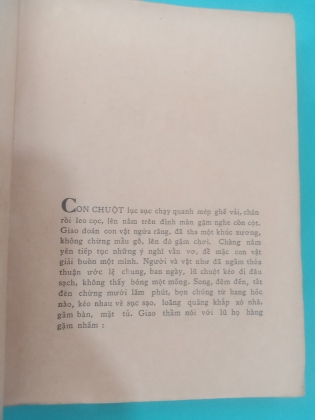 CON CHUỘT lục sục chạy quanh mép ghế vải, chán
rồi leo cọc, lên nằm trên đỉnh màn gặm nghe còn cọt.
Giao đoán con vật ngứa răng, đã tha một khúc xương,
không chừng mẩu gỗ, lên đó gặm chơi. Chàng nằm
yên tiếp tục những ý nghĩ vẩn vơ, để mặc con vật
giải buồn một mình. Người và vật như đã ngầm thỏa
thuận ước lệ chung, ban ngày, lũ chuột kéo đi đâu
sạch, không thấy bóng một mống. Song, đêm đến, tắt
đèn chừng mười lăm phút, bọn chúng từ hang hốc
nào, kéo nhau về sục sạo, loăng quăng khắp xó nhà,
gầm bàn, mặt tủ. Giao thầm nói với lũ họ hàng
gặm nhấm :